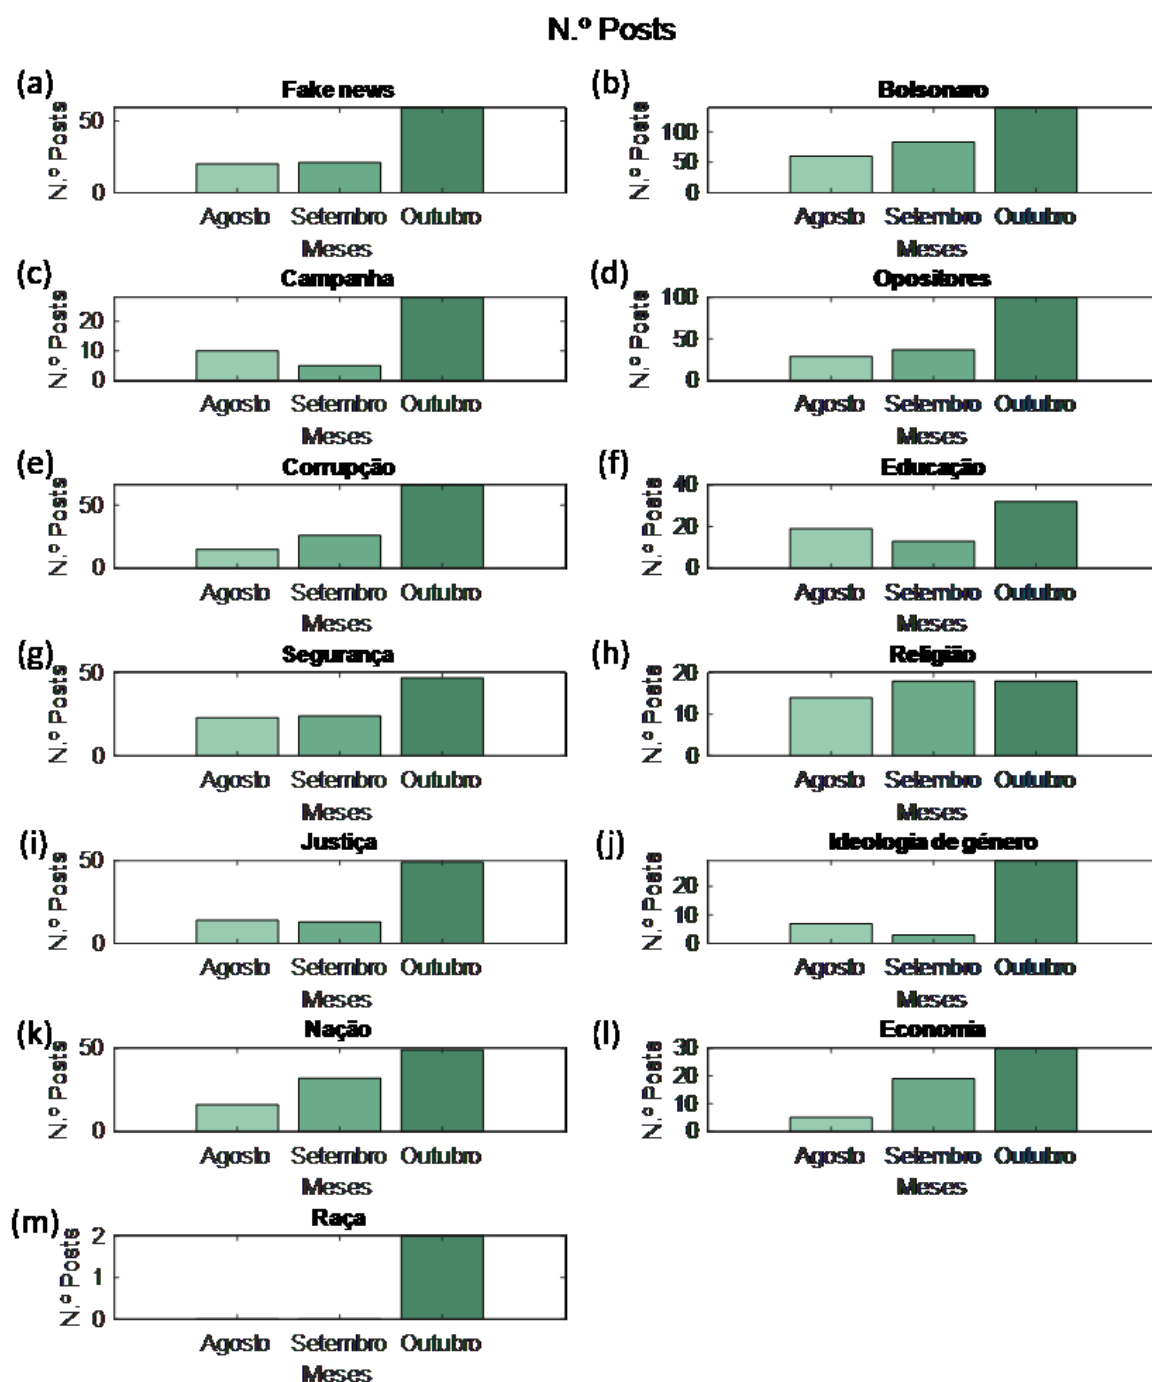 N.º Posts
(a)
Fake news
N.º Posts
50
0
Agosto Setembro Outubro
Meses
(b)
Bolsonaro
N.º Posts
100
50
0
Agosto Setembro Outubro
Meses
(c)
Campanha
N.º Posts
20
10
0
Agosto Setembro Outubro
Meses
(d)
Opositores
N.º Posts
100
50
0
Agosto Setembro Outubro
Meses
(e)
Corrupção
N.º Posts
50
0
Agosto Setembro Outubro
Meses
(f)
Educação
N.º Posts
40
20
0
Agosto Setembro Outubro
Meses
(g)
Segurança
N.º Posts
50
0
Agosto Setembro Outubro
Meses
(h)
Religião
N.º Posts
20
10
0
Agosto Setembro Outubro
Meses
(i)
Justiça
N.º Posts
50
0
Agosto Setembro Outubro
Meses
(j)
Ideologia de género
N.º Posts
20
10
0
Agosto Setembro Outubro
Meses
(k)
Nação
N.º Posts
50
0
Agosto Setembro Outubro
Meses
(l)
Economia
N.º Posts
30
20
10
0
Agosto Setembro Outubro
Meses
(m)
Raça
N.º Posts
2
1
0
Agosto Setembro Outubro
Meses